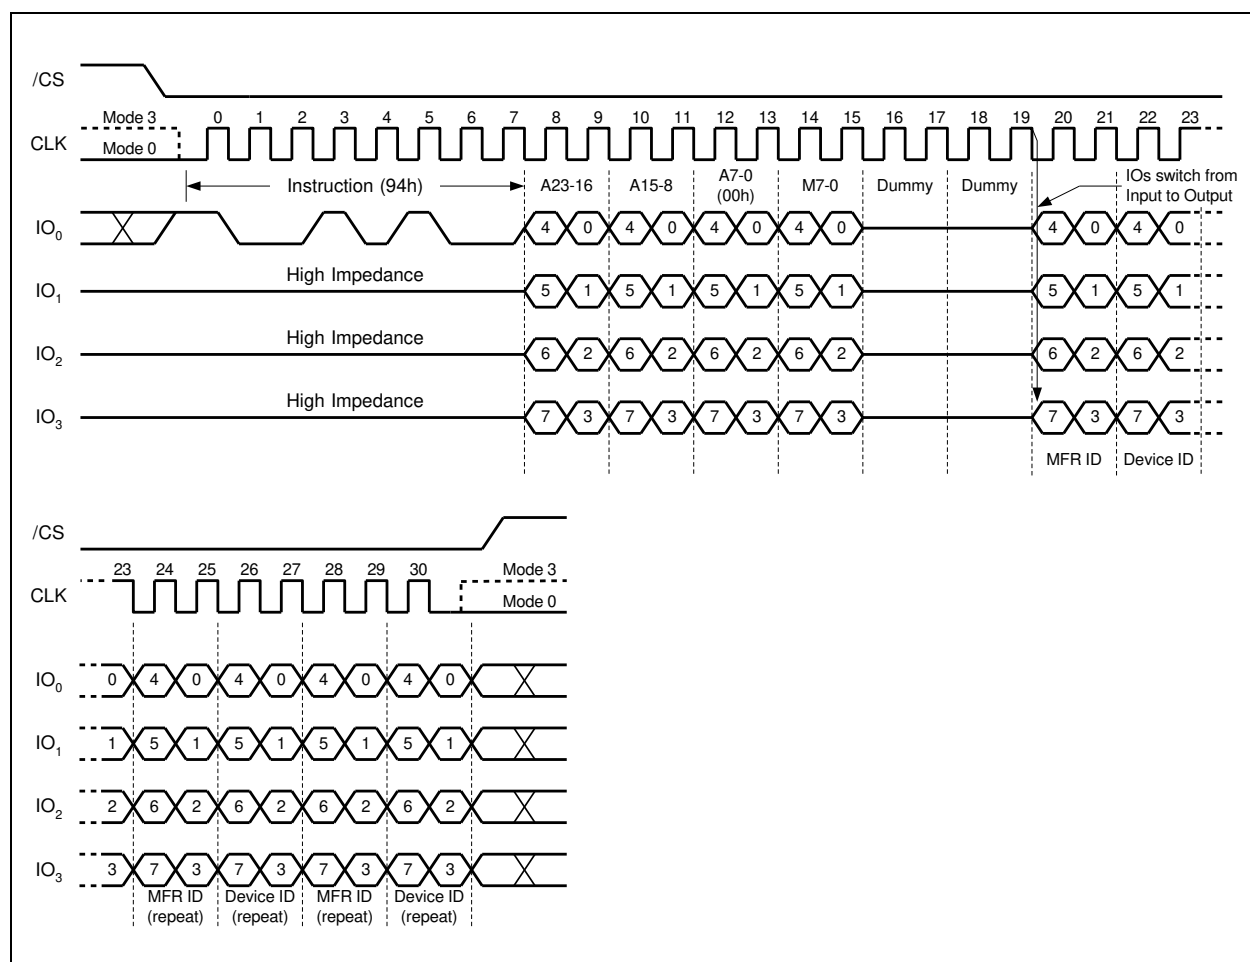 /CS
Mode 3 0 1 2 3 4 5 6 7 8 9 10 11 12 13 14 15 16 17 18 19 20 21 22 23
CLK Mode 0
Instruction (94h) A23-16 A15-8 A7-0 (00h) M7-0 Dummy Dummy IOs switch from Input to Output
IO0 4 0 4 0 4 0 4 0 4 0 4 0
High Impedance
IO1 5 1 5 1 5 1 5 1 5 1 5 1
High Impedance
IO2 6 2 6 2 6 2 6 2 6 2 6 2
High Impedance
IO3 7 3 7 3 7 3 7 3 7 3 7 3
MFR ID Device ID
/CS
23 24 25 26 27 28 29 30 Mode 3
CLK Mode 0
IO0 0 4 0 4 0 4 0 4 0
IO1 1 5 1 5 1 5 1 5 1
IO2 2 6 2 6 2 6 2 6 2
IO3 3 7 3 7 3 7 3 7 3
MFR ID Device ID MFR ID Device ID
(repeat) (repeat) (repeat) (repeat)